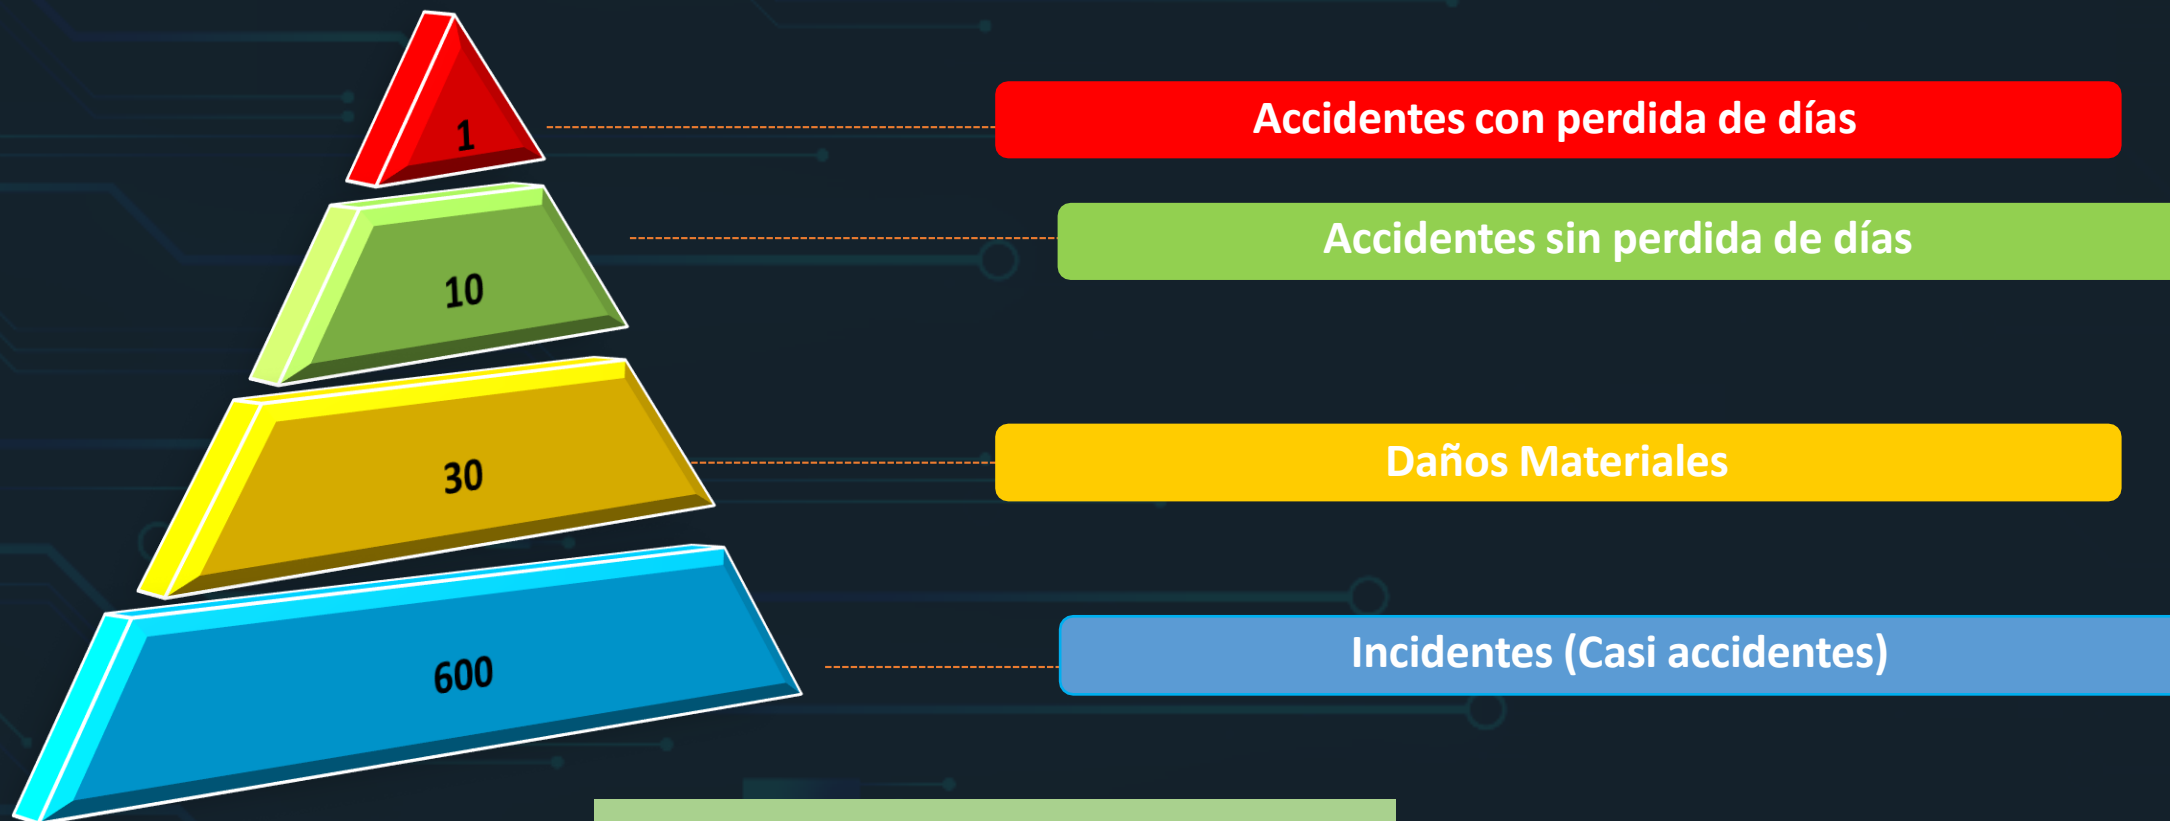 1
Accidentes con perdida de días
10
Accidentes sin perdida de días
30
Daños Materiales
600
Incidentes (Casi accidentes)